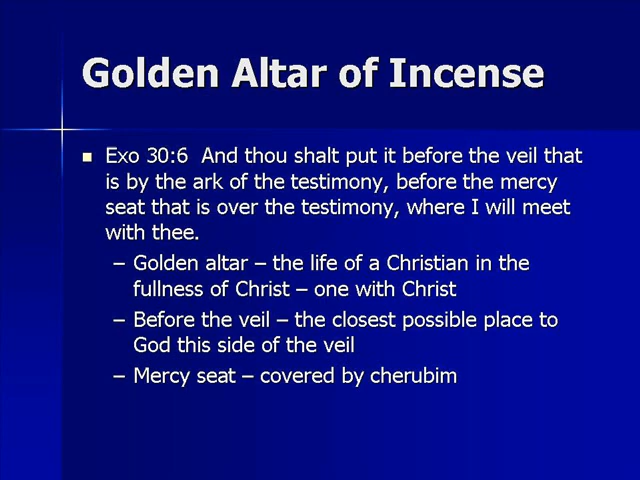 Golden Altar of Incense
Exo 30:6  And thou shalt put it before the veil that
is by the ark of the testimony, before the mercy
seat that is over the testimony, where I will meet
with thee.
– Golden altar – the life of a Christian in the
fullness of Christ – one with Christ
– Before the veil – the closest possible place to
God this side of the veil
– Mercy seat – covered by cherubim